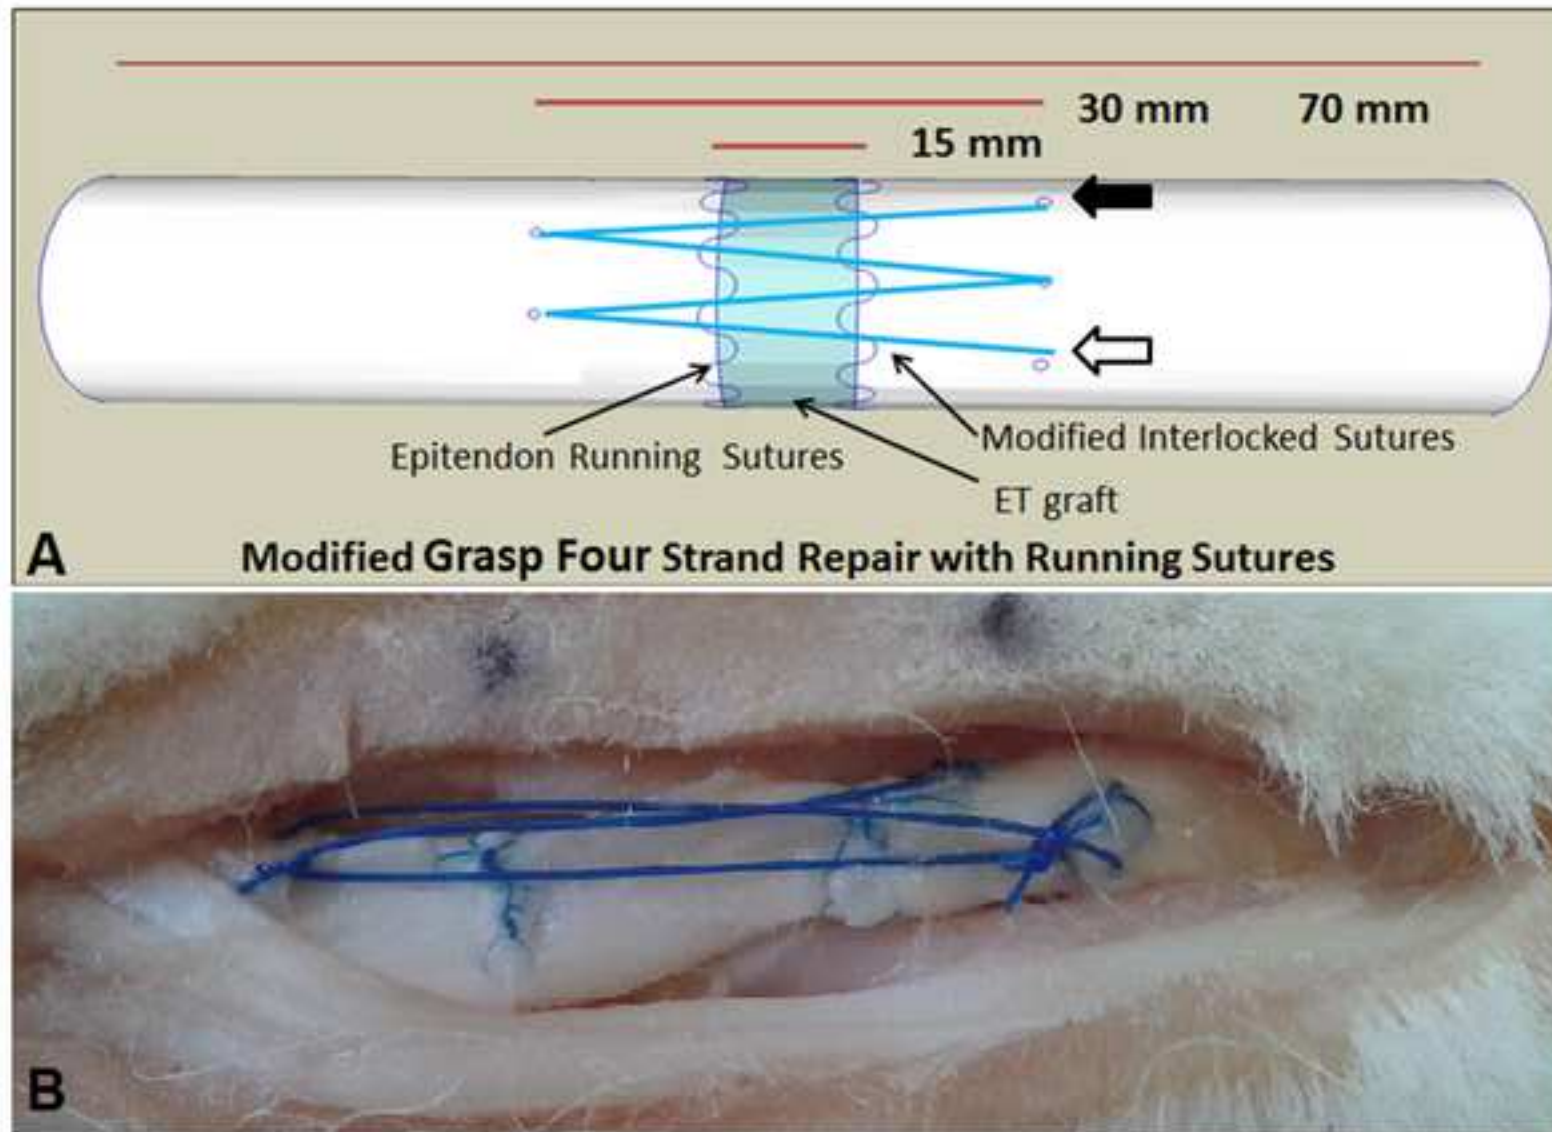 30 mm 70 mm
15 mm
Epitendon Running Sutures
Modified Interlocked Sutures
ET graft
A
Modified Grasp Four Strand Repair with Running Sutures
B